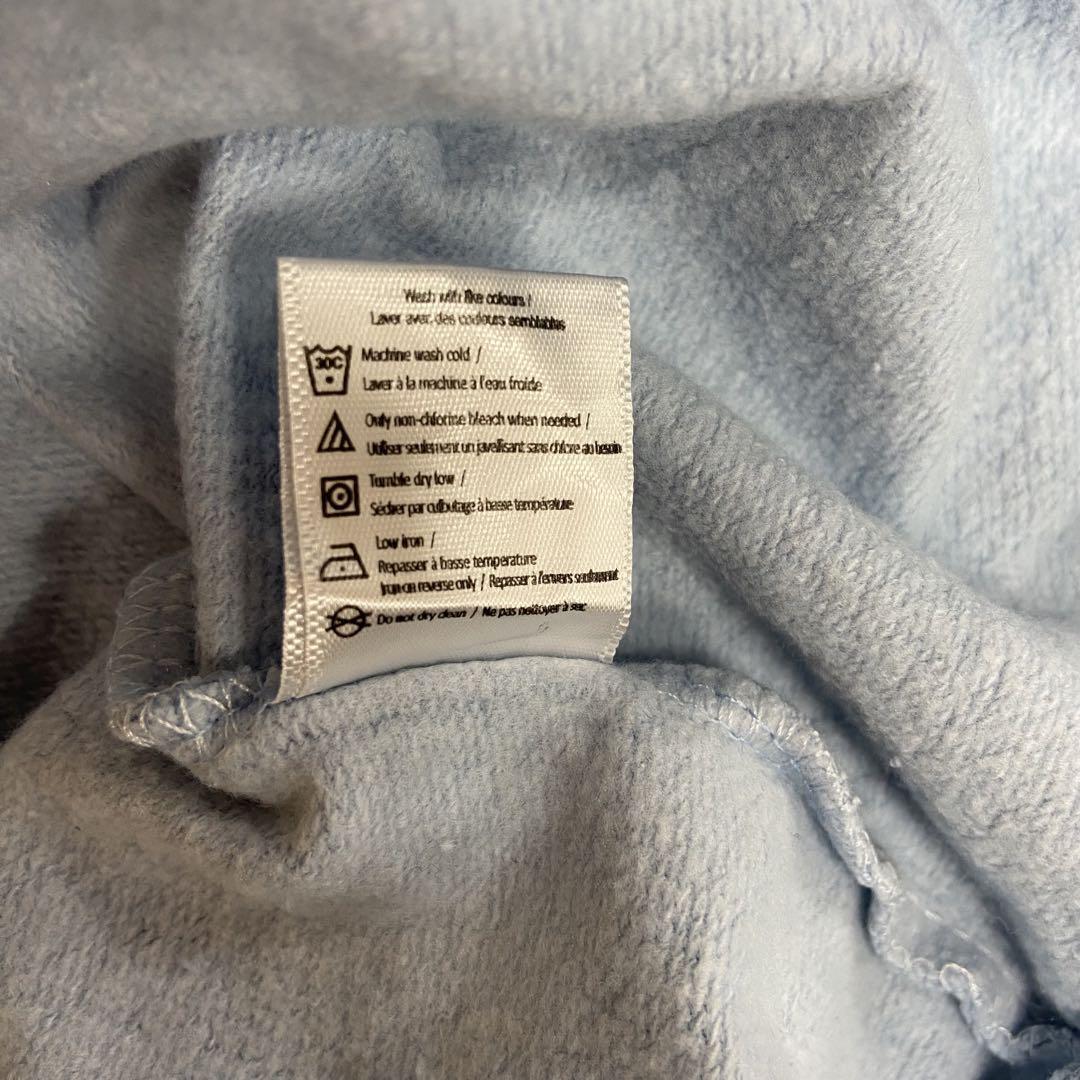 Wash with like colours /
Laver avec des couleurs semblables
30C
Machine wash cold /
Laver à la machine à l'eau froide
Only non-chlorine bleach when needed /
Utiliser seulement un javellisant sans chlore au besoin
Tumble dry low /
Sécher par culbutage à basse température
Low iron /
Repasser à basse temperature
Iron on reverse only / Repasser à l'envers seulement
Do not dry clean / Ne pas nettoyer à sec